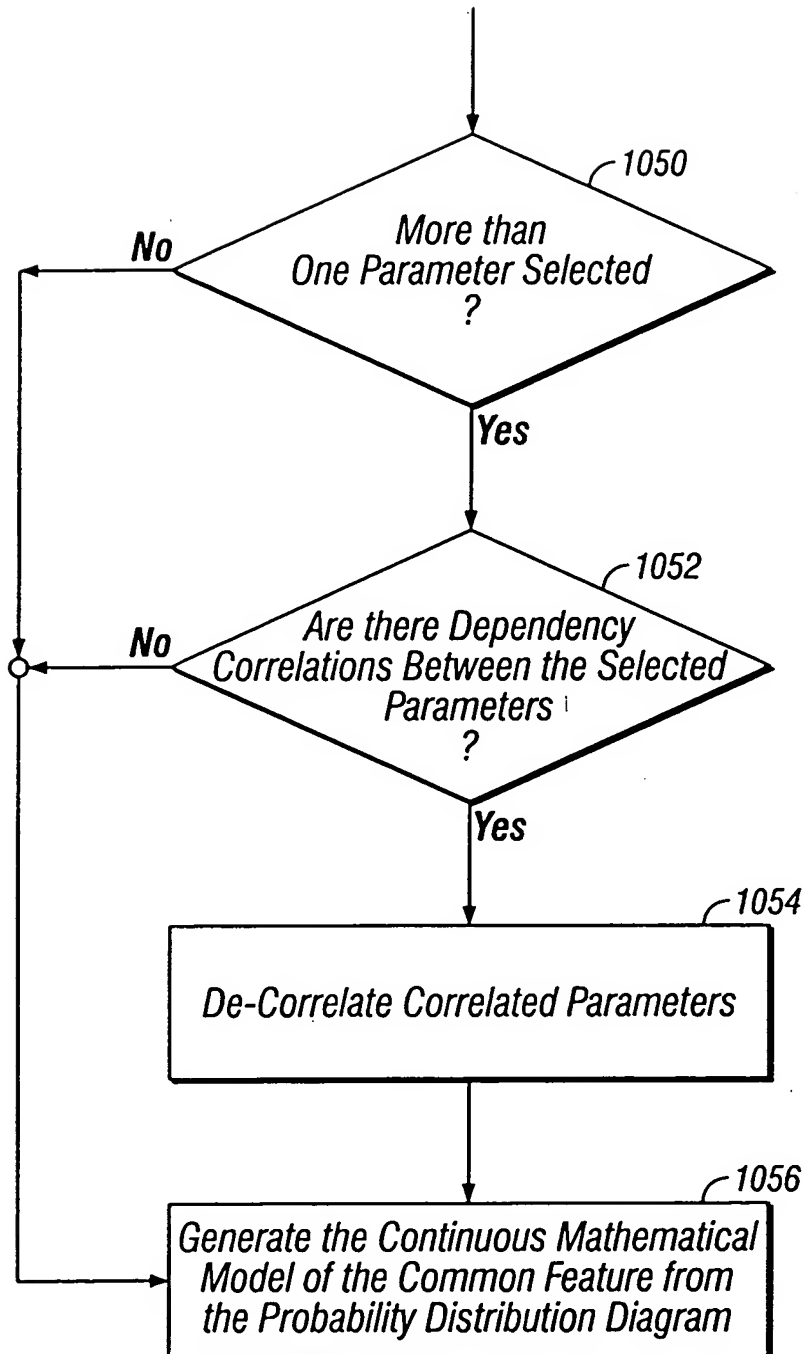 1050
More than
One Parameter Selected
?
No
Yes
1052
Are there Dependency
Correlations Between the Selected
Parameters
?
No
Yes
1054
De-Correlate Correlated Parameters
1056
Generate the Continuous Mathematical
Model of the Common Feature from
the Probability Distribution Diagram